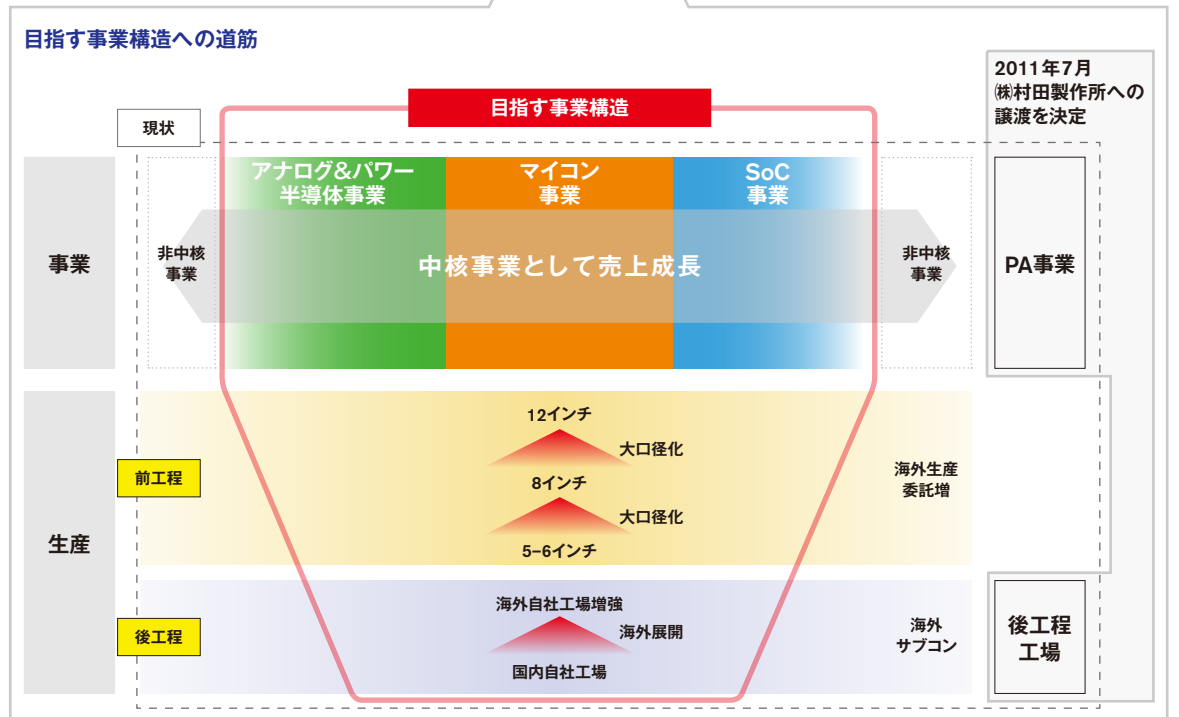 目指す事業構造への道筋
2011年7月
㈱村田製作所への
譲渡を決定
目指す事業構造
現状
アナログ&パワー
半導体事業
マイコン
事業
SoC
事業
事業
非中核
事業
中核事業として売上成長
非中核
事業
PA事業
生産
前工程
12インチ
大口径化
8インチ
大口径化
5−6インチ
海外生産
委託増
後工程
海外自社工場増強
海外展開
国内自社工場
海外
サブコン
後工程
工場